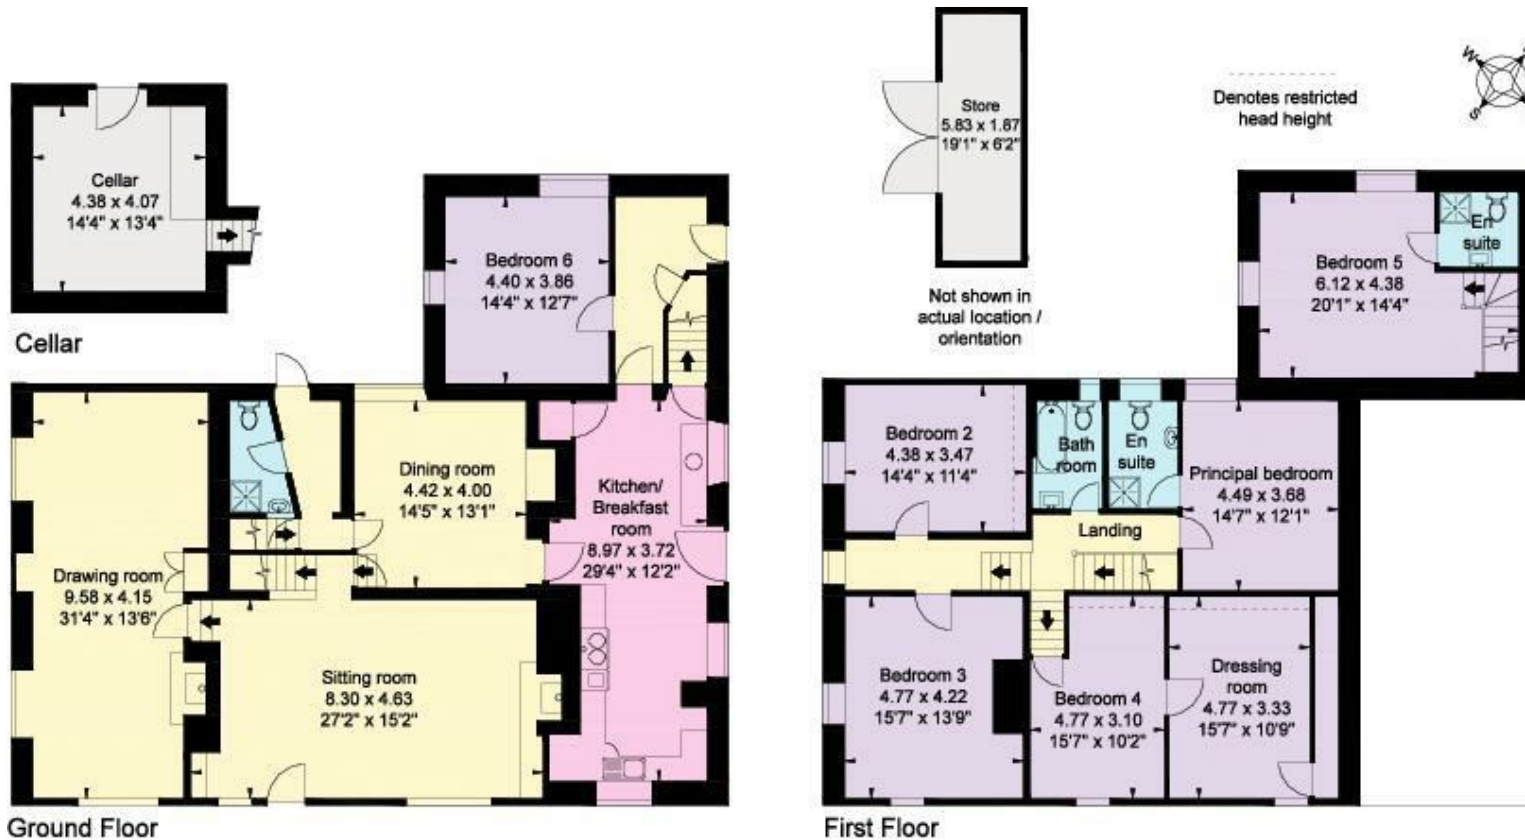 Cellar
4.38 x 4.07
14'4" x 13'4"
Cellar
Bedroom 6
4.40 x 3.86
14'4" x 12'7"
Dining room
4.42 x 4.00
14'5" x 13'1"
Kitchen/
Breakfast
room
8.97 x 3.72
29'4" x 12'2"
Drawing room
9.58 x 4.15
31'4" x 13'6"
Sitting room
8.30 x 4.63
27'2" x 15'2"
Ground Floor
Store
5.83 x 1.87
19'1" x 6'2"
Not shown in
actual location /
orientation
Denotes restricted
head height
W
S
Bedroom 5
6.12 x 4.38
20'1" x 14'4"
En
suite
Bedroom 2
4.38 x 3.47
14'4" x 11'4"
Bath
room
En
suite
Principal bedroom
4.49 x 3.68
14'7" x 12'1"
Landing
Bedroom 3
4.77 x 4.22
15'7" x 13'9"
Bedroom 4
4.77 x 3.10
15'7" x 10'2"
Dressing
room
4.77 x 3.33
15'7" x 10'9"
First Floor